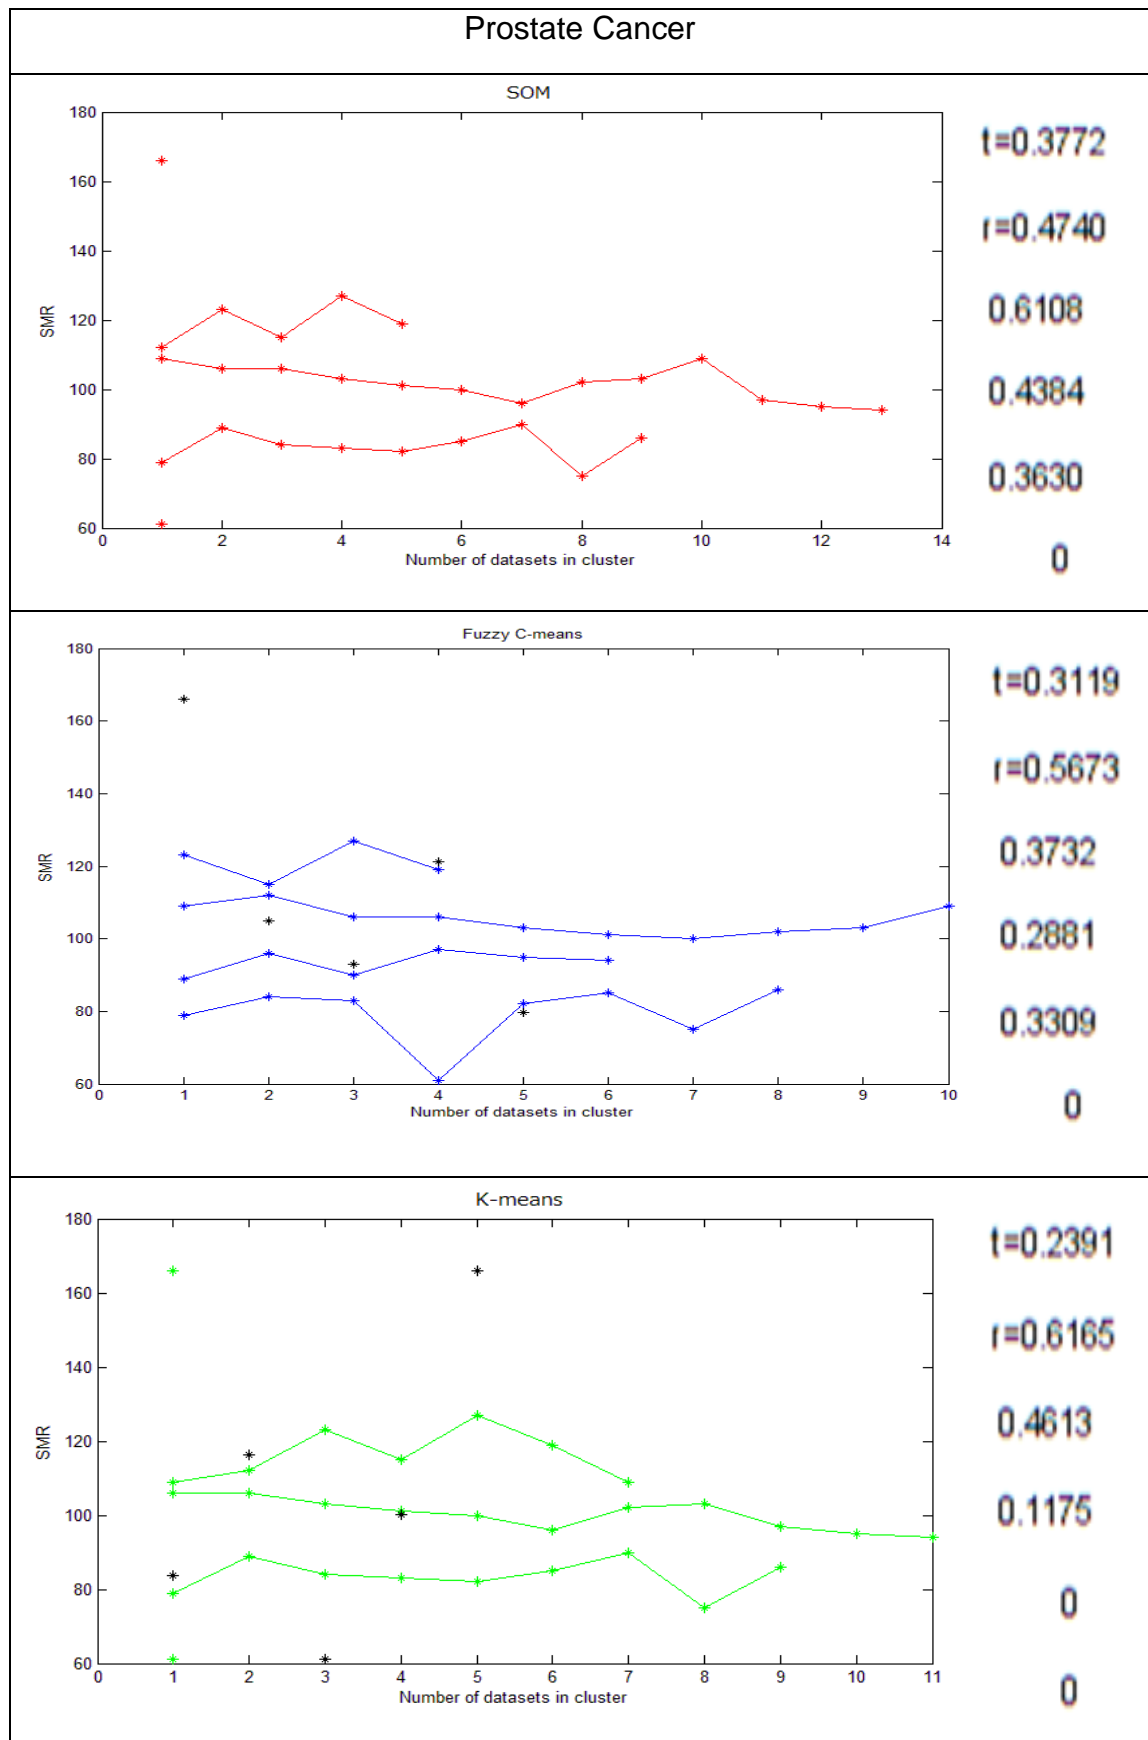 Prostate Cancer
SOM
180
160
140
120
100
80
60
SMR
0 2 4 6 8 10 12 14
Number of datasets in cluster
t=0.3772
r=0.4740
0.6108
0.4384
0.3630
0
Fuzzy C-means
180
160
140
120
100
80
60
SMR
0 1 2 3 4 5 6 7 8 9 10
Number of datasets in cluster
t=0.3119
r=0.5673
0.3732
0.2881
0.3309
0
K-means
180
160
140
120
100
80
60
SMR
0 1 2 3 4 5 6 7 8 9 10 11
Number of datasets in cluster
t=0.2391
r=0.6165
0.4613
0.1175
0
0